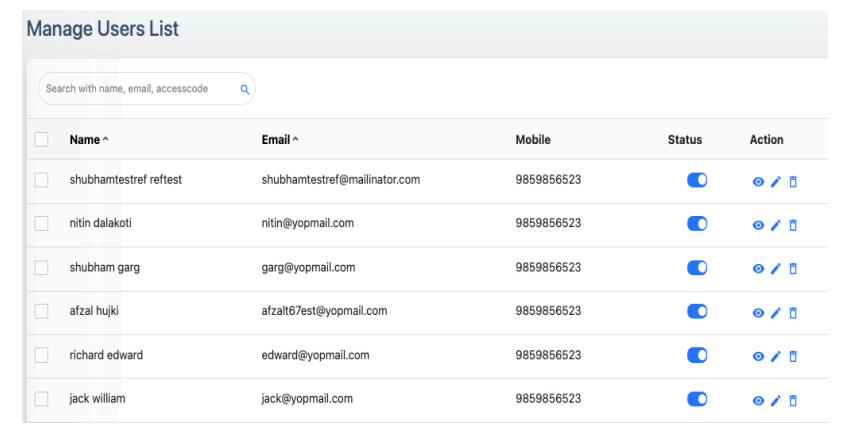 Manage Users List
Search with name, email, accesscode
Name ^ Email ^ Mobile Status Action
shubhamtestref reftest shubhamtestref@mailinator.com 9859856523
nitin dalakoti nitin@yopmail.com 9859856523
shubham garg garg@yopmail.com 9859856523
afzal hujki afzalt67est@yopmail.com 9859856523
richard edward edward@yopmail.com 9859856523
jack william jack@yopmail.com 9859856523